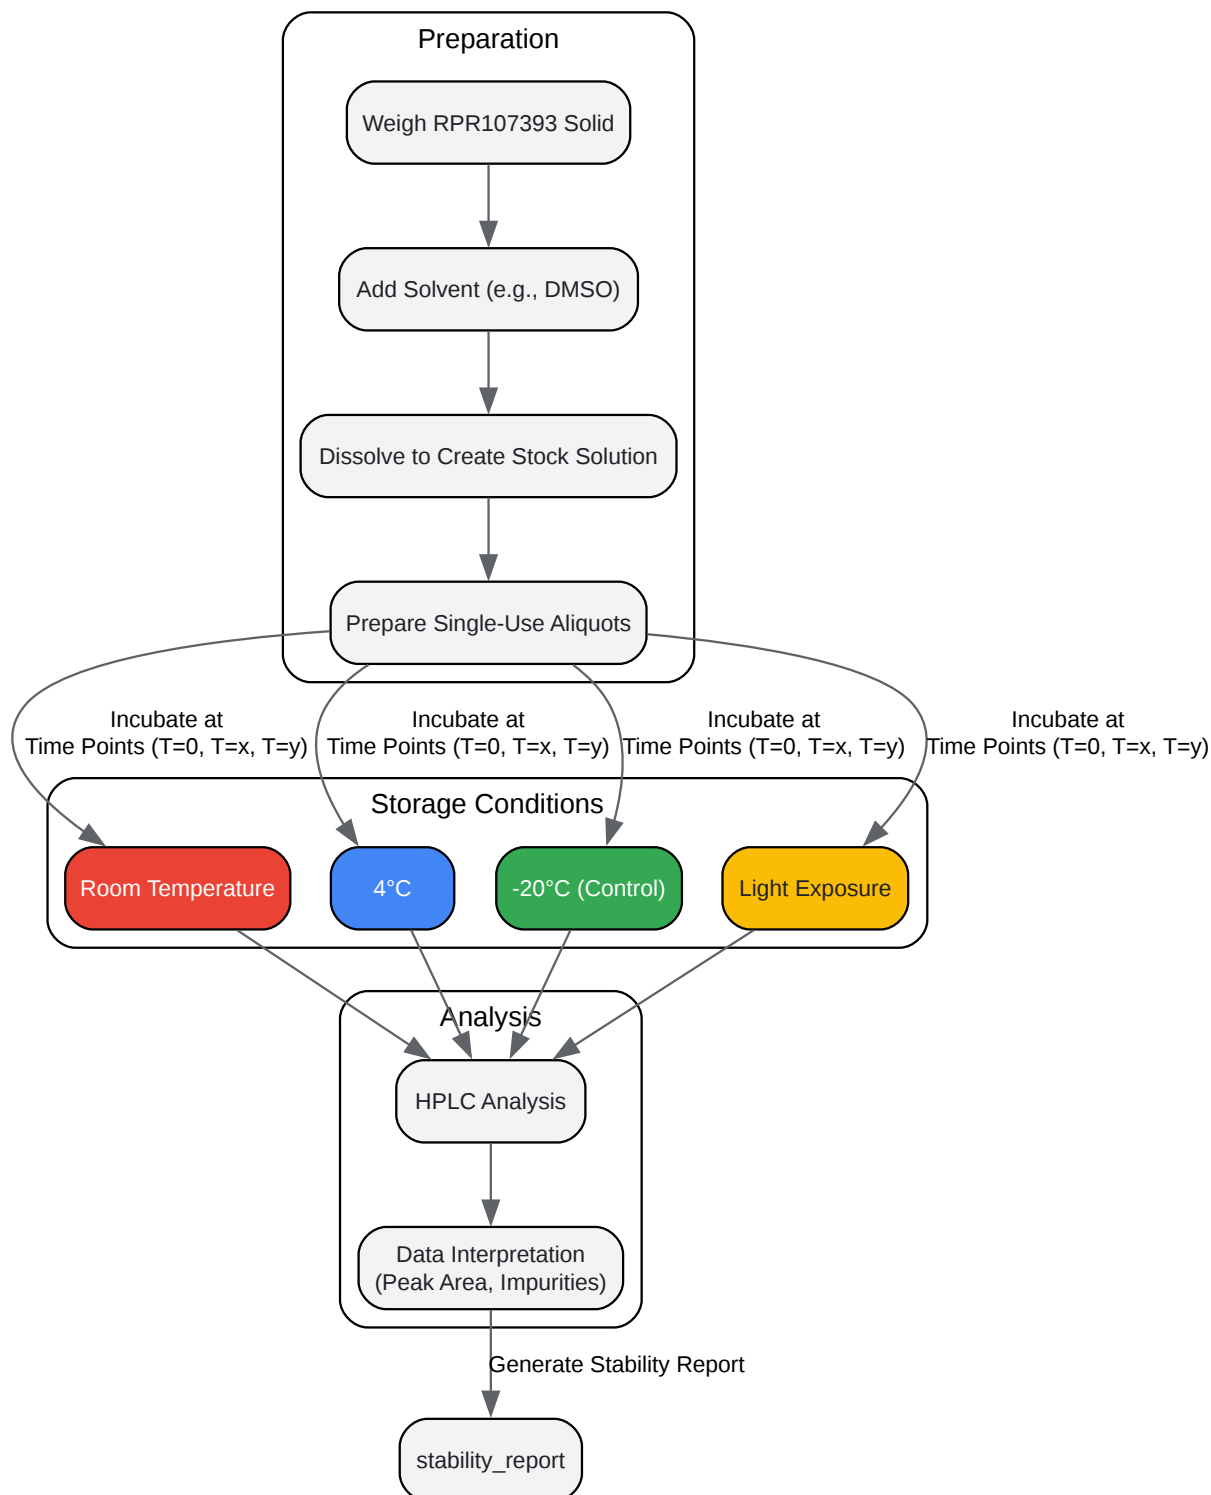 Preparation
Weigh RPR107393 Solid
Add Solvent (e.g., DMSO)
Dissolve to Create Stock Solution
Prepare Single-Use Aliquots
Incubate at
Time Points (T=0, T=x, T=y)
Incubate at
Time Points (T=0, T=x, T=y)
Incubate at
Time Points (T=0, T=x, T=y)
Incubate at
Time Points (T=0, T=x, T=y)
Storage Conditions
Room Temperature
4°C
-20°C (Control)
Light Exposure
Analysis
HPLC Analysis
Data Interpretation
(Peak Area, Impurities)
Generate Stability Report
stability_report